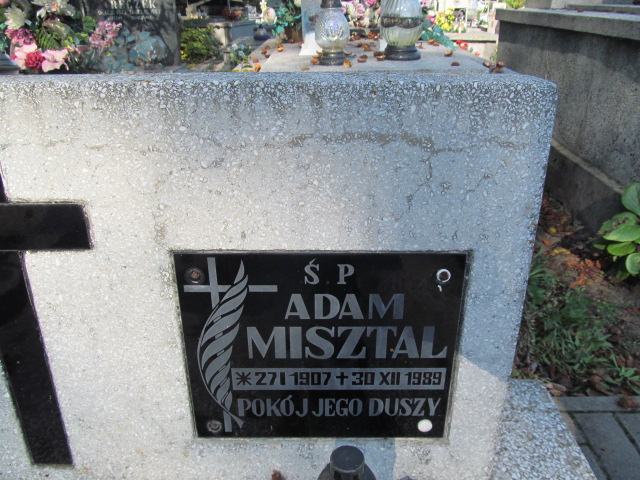 Ś.P
ADAM
MISZTAL
* 27 I 1907 + 30 XII 1989
POKÓJ JEGO DUSZY